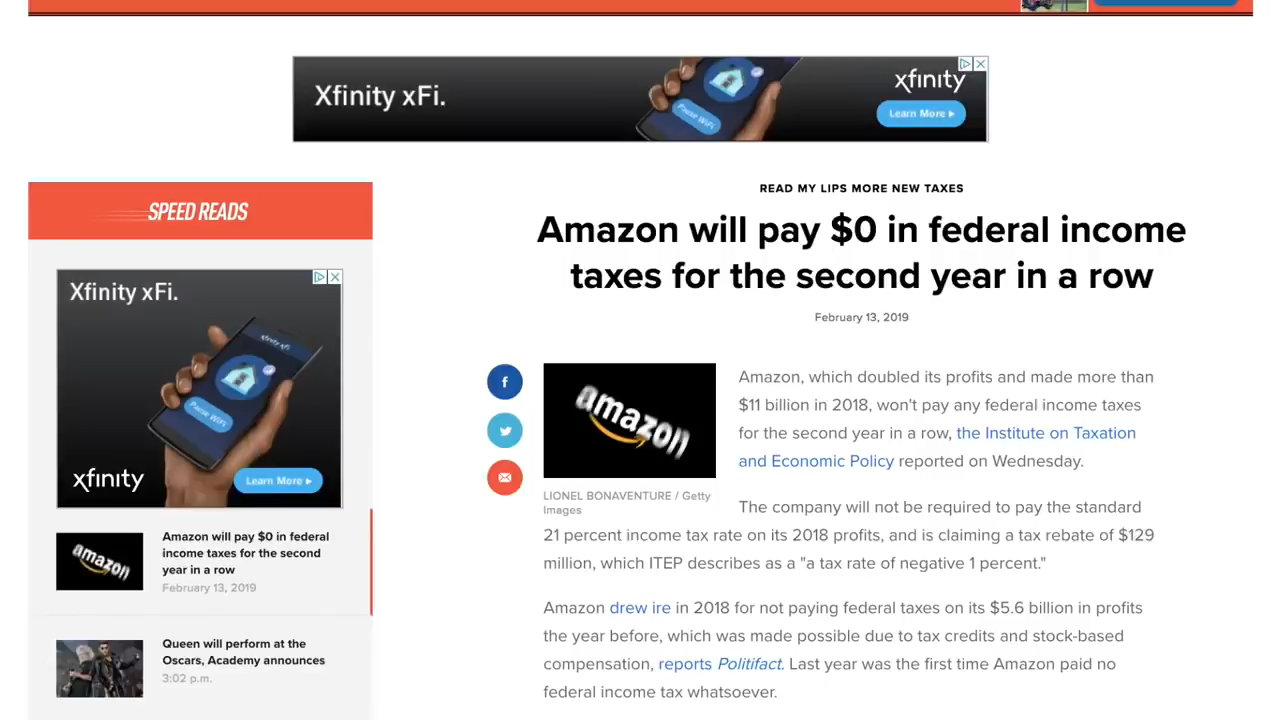 Xfinity xFi.
Pause WiFi
xfinity
Learn More
SPEED READS
Xfinity xFi.
xfinity xfi
Pause WiFi
xfinity
Learn More
amazon
Amazon will pay $0 in federal
income taxes for the second
year in a row
February 13, 2019
Queen will perform at the
Oscars, Academy announces
3:02 p.m.
READ MY LIPS MORE NEW TAXES
Amazon will pay $0 in federal income
taxes for the second year in a row
February 13, 2019
f
amazon
LIONEL BONAVENTURE / Getty
Images
Amazon, which doubled its profits and made more than
$11 billion in 2018, won't pay any federal income taxes
for the second year in a row, the Institute on Taxation
and Economic Policy reported on Wednesday.
The company will not be required to pay the standard
21 percent income tax rate on its 2018 profits, and is claiming a tax rebate of $129
million, which ITEP describes as a "a tax rate of negative 1 percent."
Amazon drew ire in 2018 for not paying federal taxes on its $5.6 billion in profits
the year before, which was made possible due to tax credits and stock-based
compensation, reports Politifact. Last year was the first time Amazon paid no
federal income tax whatsoever.